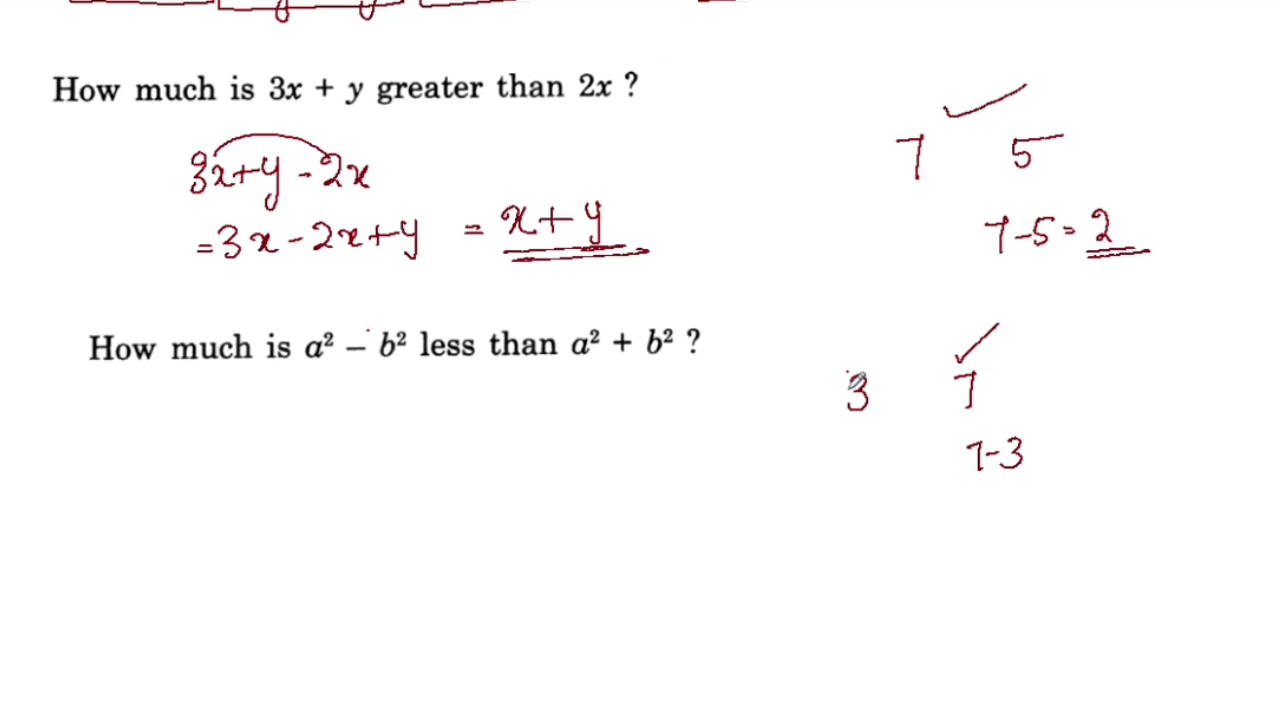 How much is 3x + y greater than 2x ?
7 5
3x+y - 2x
= 3x - 2x + y = x + y
7-5 = 2
How much is a² – b² less than a² + b² ?
3 7
7-3